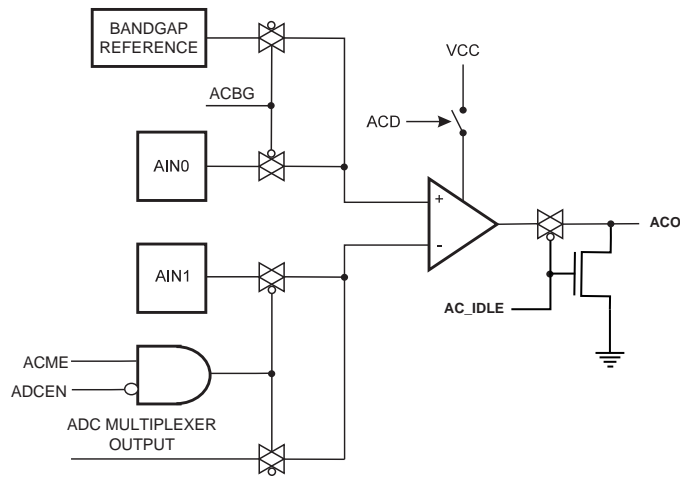 BANDGAP
REFERENCE
VCC
ACBG
ACD
AIN0
+
-
ACO
AIN1
AC_IDLE
ACME
ADCEN
ADC MULTIPLEXER
OUTPUT